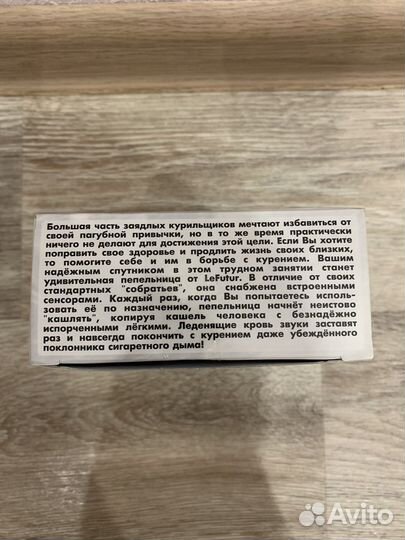 Большая часть заядлых курильщиков мечтают избавиться от
своей пагубной привычки, но в то же время практически
ничего не делают для достижения этой цели. Если Вы хотите
поправить свое здоровье и продлить жизнь своих близких,
то помогите себе и им в борьбе с курением. Вашим
надёжным спутником в этом трудном занятии станет
удивительная пепельница от LeFutur. В отличие от своих
стандартных "собратьев", она снабжена встроенными
сенсорами. Каждый раз, когда Вы попытаетесь исполь-
зовать её по назначению, пепельница начнёт неистово
"кашлять", копируя кашель человека с безнадёжно
испорченными лёгкими. Леденящие кровь звуки заставят
раз и навсегда покончить с курением даже убеждённого
поклонника сигаретного дыма!
Avito